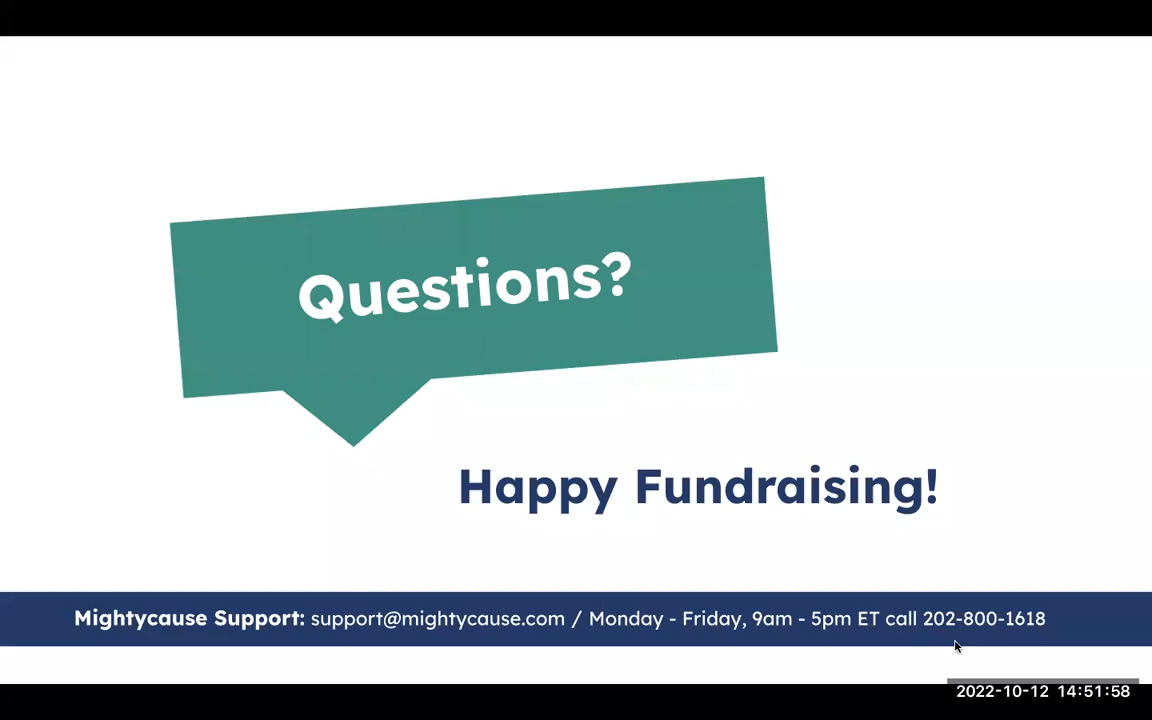 Questions?
Happy Fundraising!
Mightycause Support: support@mightycause.com / Monday - Friday, 9am - 5pm ET call 202-800-1618
2022-10-12 14:51:58